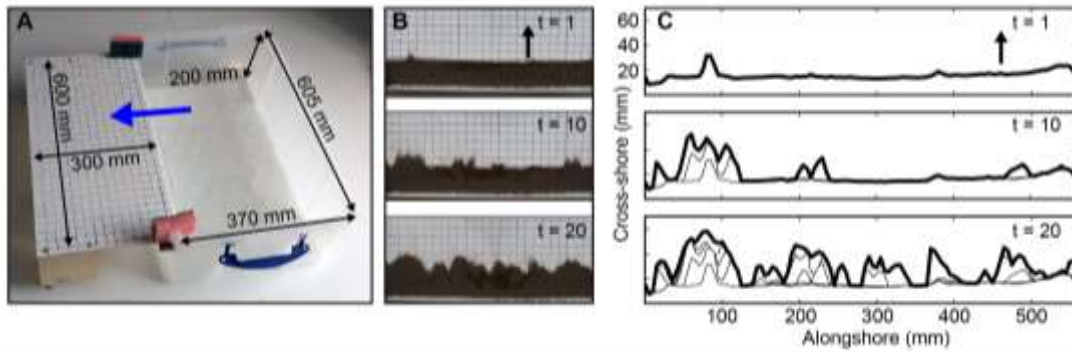 A
200 mm
600 mm
605 mm
300 mm
370 mm
B
t = 1
t = 10
t = 20
C
t = 1
t = 10
t = 20
60
40
20
Cross-shore (mm)
100
200
300
400
500
Alongshore (mm)